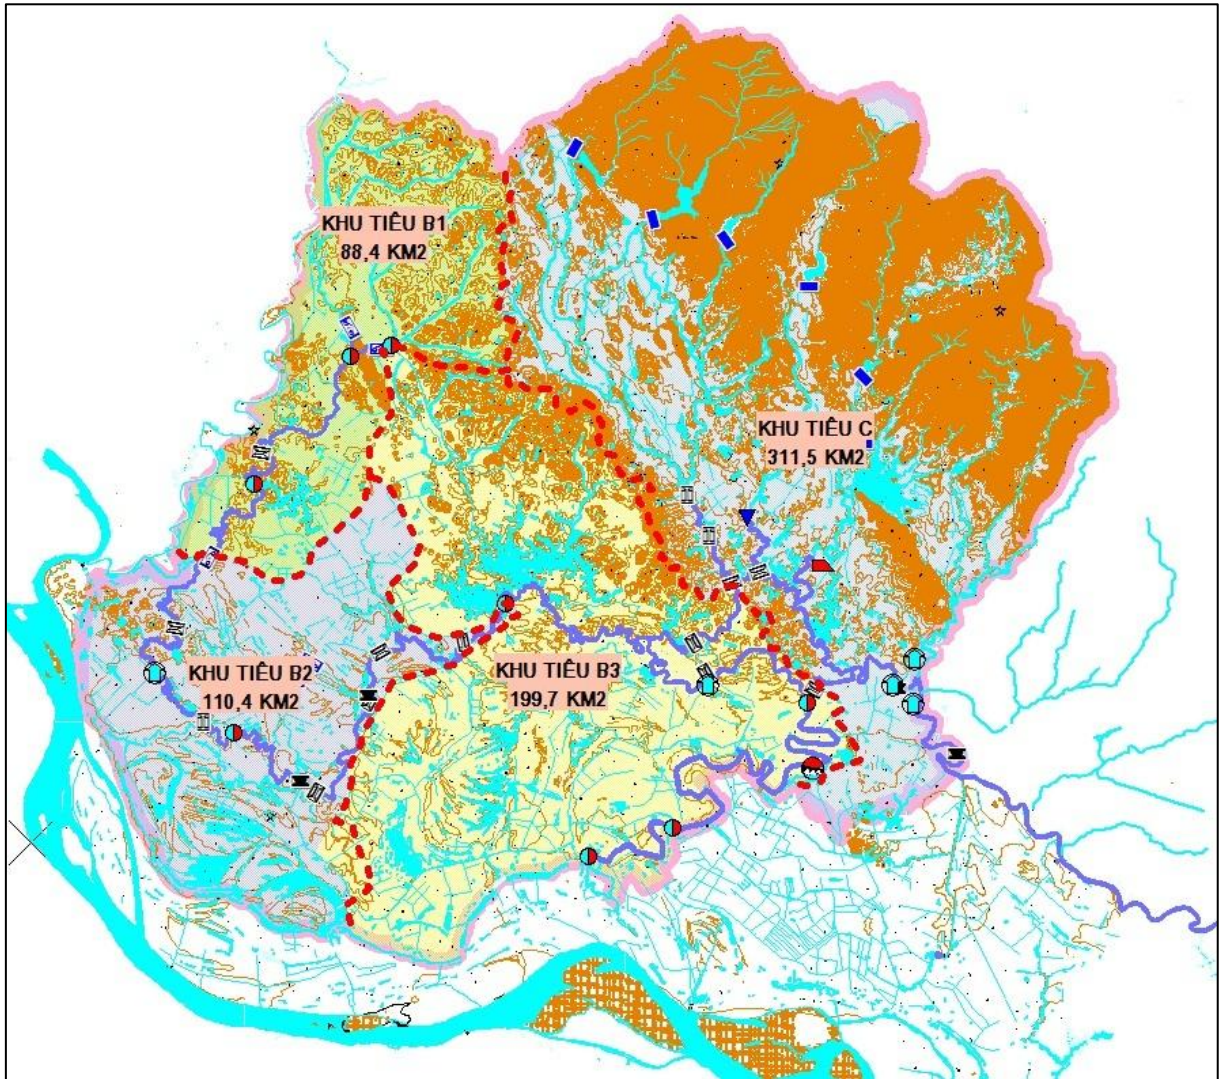 KHU TIÊU B1
88,4 KM2
KHU TIÊU C
311,5 KM2
KHU TIÊU B2
110,4 KM2
KHU TIÊU B3
199,7 KM2